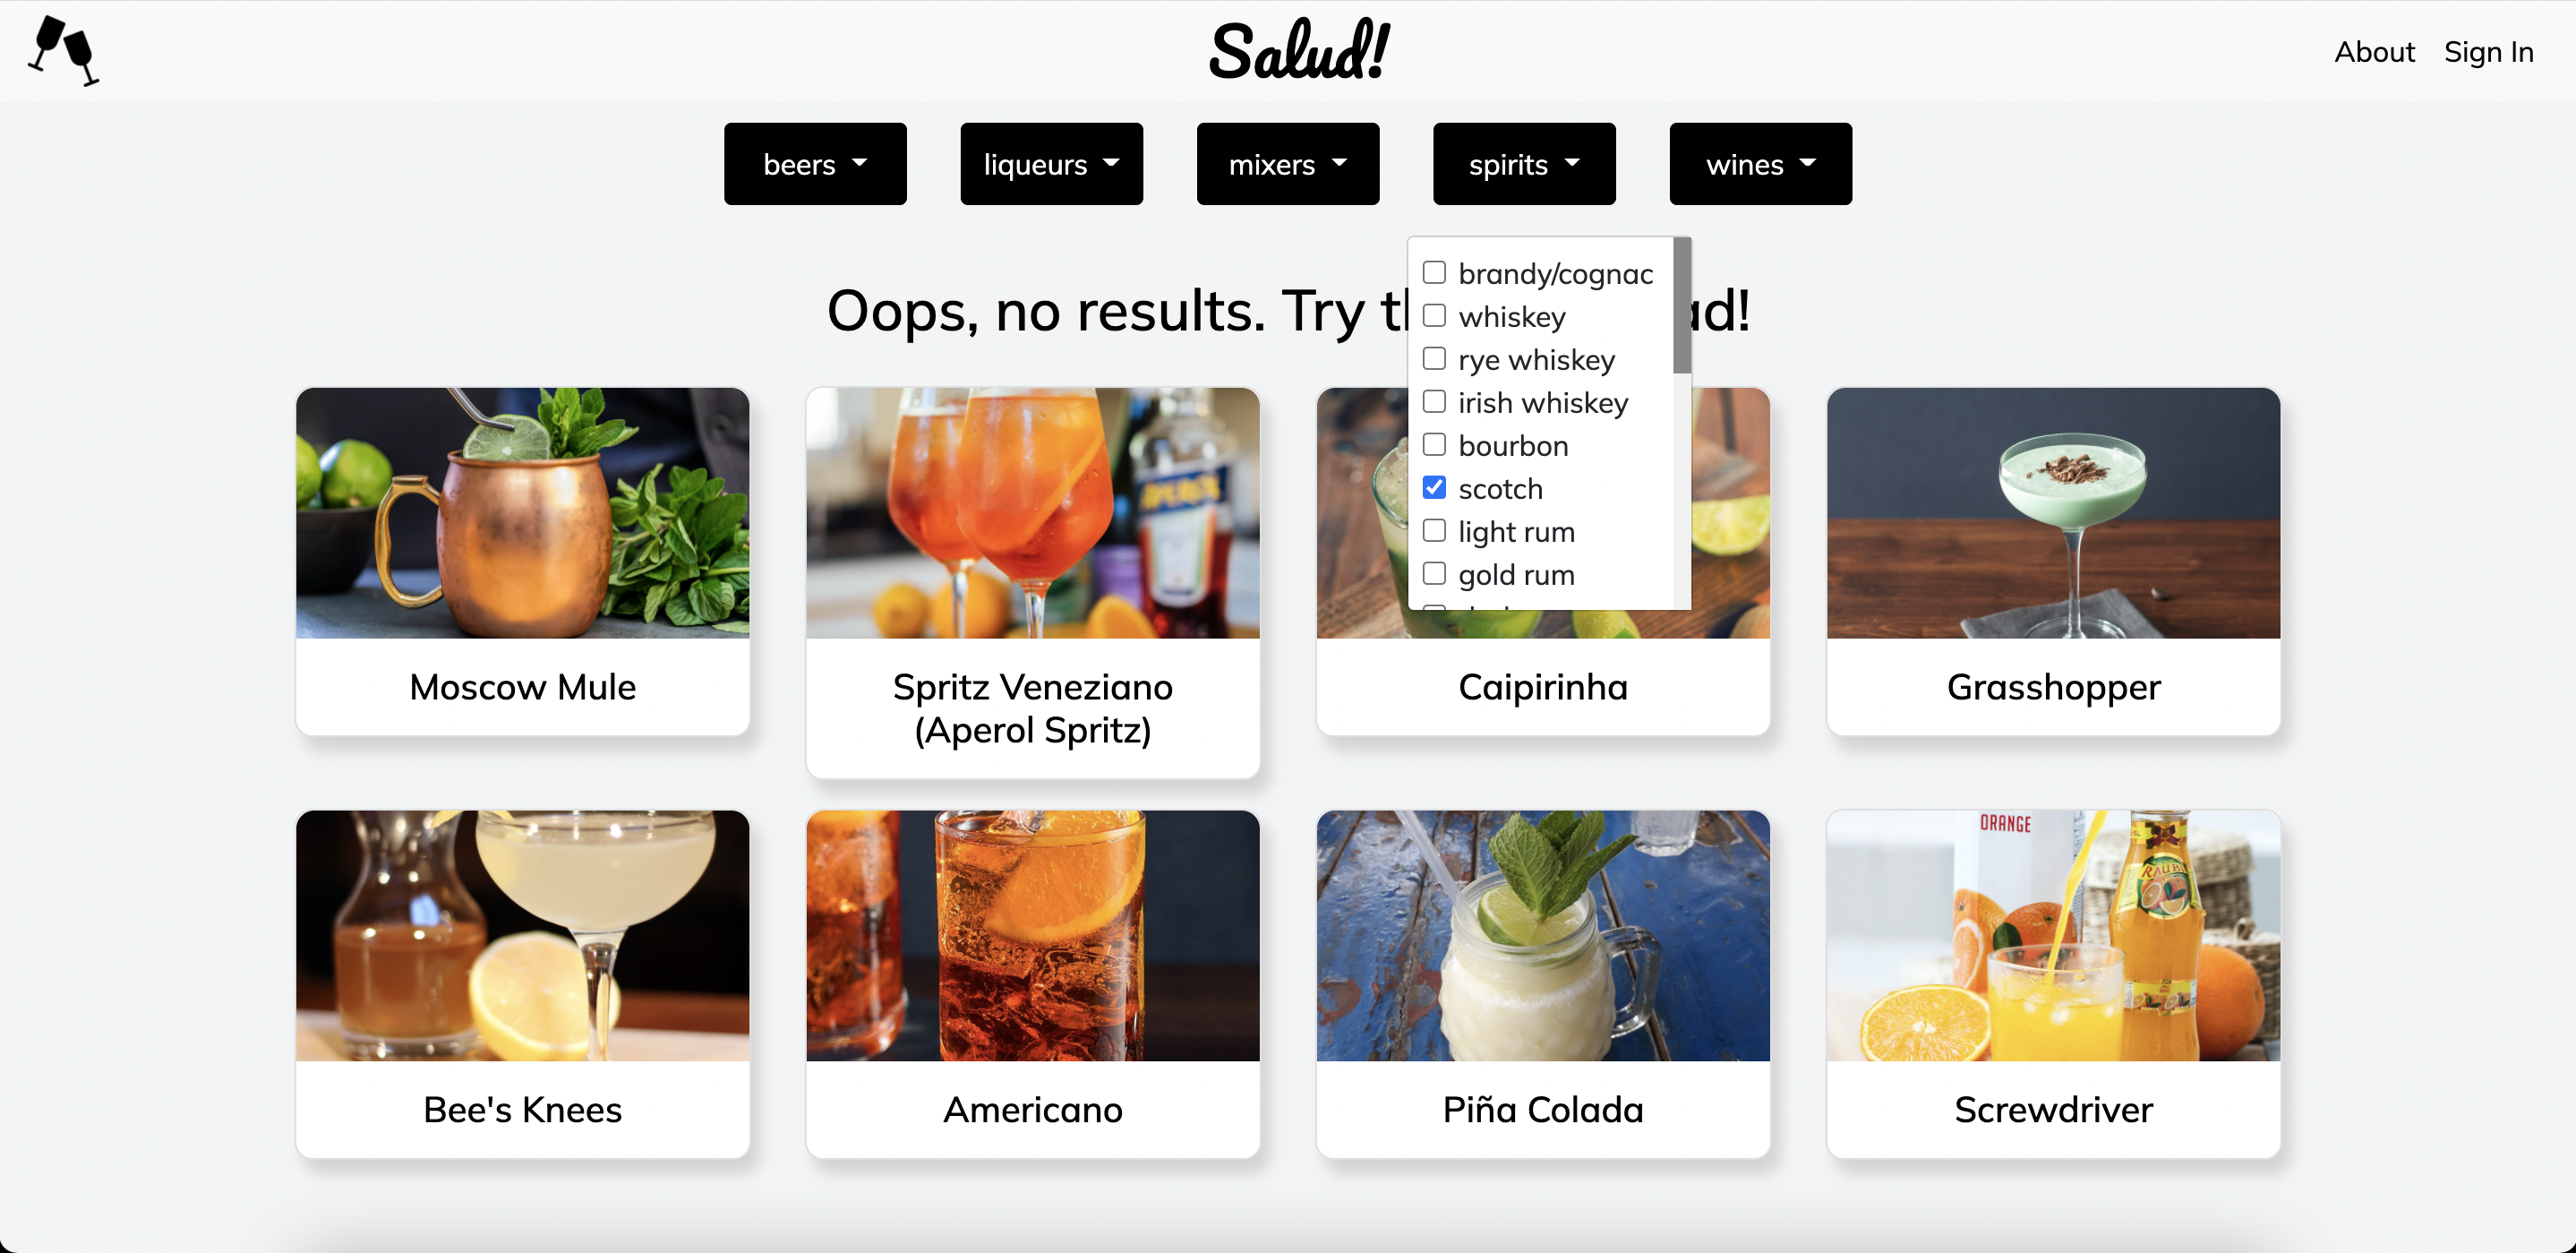 Salud!
About Sign In
beers
liqueurs
mixers
spirits
wines
Oops, no results. Try
brandy/cognac
whiskey
rye whiskey
irish whiskey
bourbon
scotch
light rum
gold rum
APEROL
Moscow Mule
Spritz Veneziano
(Aperol Spritz)
Caipirinha
Grasshopper
ORANGE
Bee's Knees
Americano
Piña Colada
Screwdriver